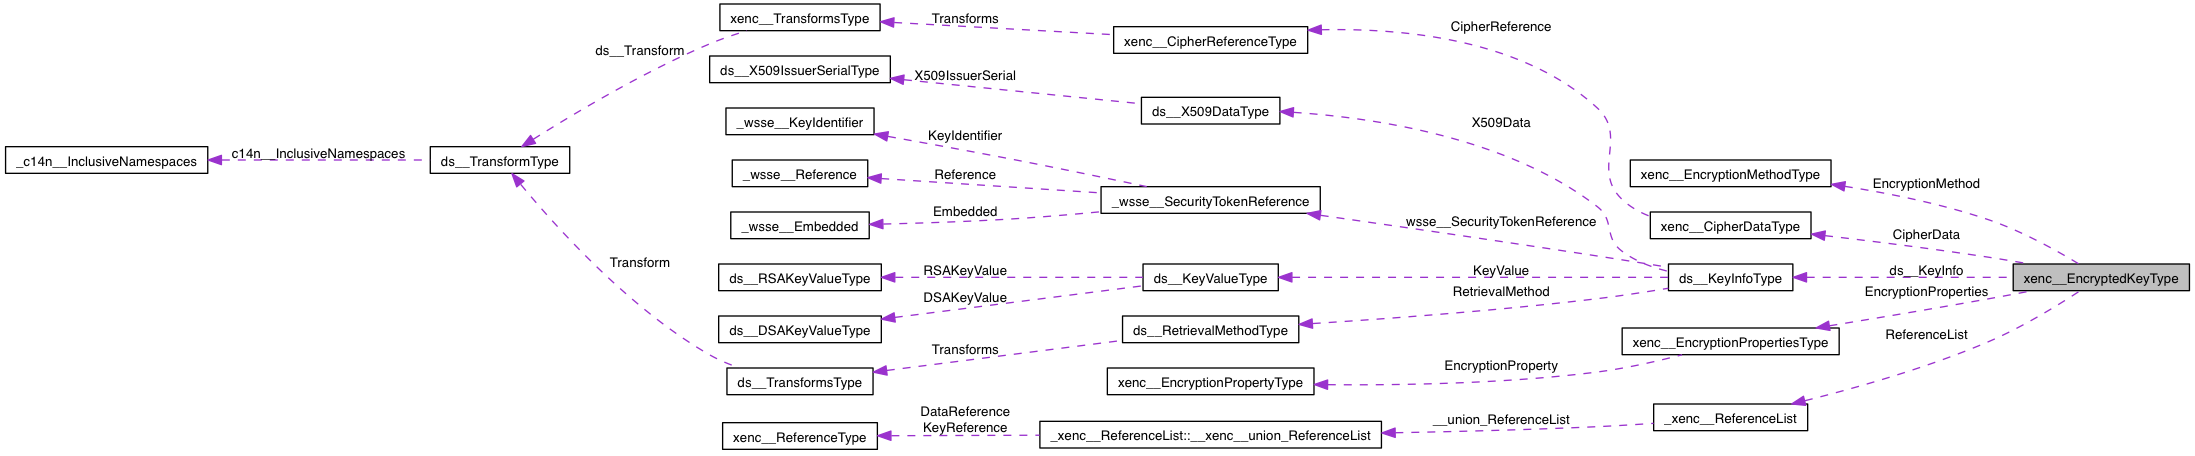 xenc__TransformsType
Transforms
xenc__CipherReferenceType
CipherReference
ds__Transform
ds__X509IssuerSerialType
X509IssuerSerial
ds__X509DataType
X509Data
_wsse__KeyIdentifier
KeyIdentifier
_c14n__InclusiveNamespaces
c14n__InclusiveNamespaces
ds__TransformType
_wsse__Reference
Reference
_wsse__SecurityTokenReference
_wsse__SecurityTokenReference
xenc__EncryptionMethodType
EncryptionMethod
_wsse__Embedded
Embedded
xenc__CipherDataType
CipherData
Transform
ds__RSAKeyValueType
RSAKeyValue
ds__KeyValueType
KeyValue
ds__KeyInfoType
ds__KeyInfo
xenc__EncryptedKeyType
DSAKeyValue
RetrievalMethod
EncryptionProperties
ds__DSAKeyValueType
ds__RetrievalMethodType
xenc__EncryptionPropertiesType
ReferenceList
Transforms
ds__TransformsType
xenc__EncryptionPropertyType
EncryptionProperty
DataReference
KeyReference
xenc__ReferenceType
_xenc__ReferenceList::__xenc__union_ReferenceList
__union_ReferenceList
_xenc__ReferenceList